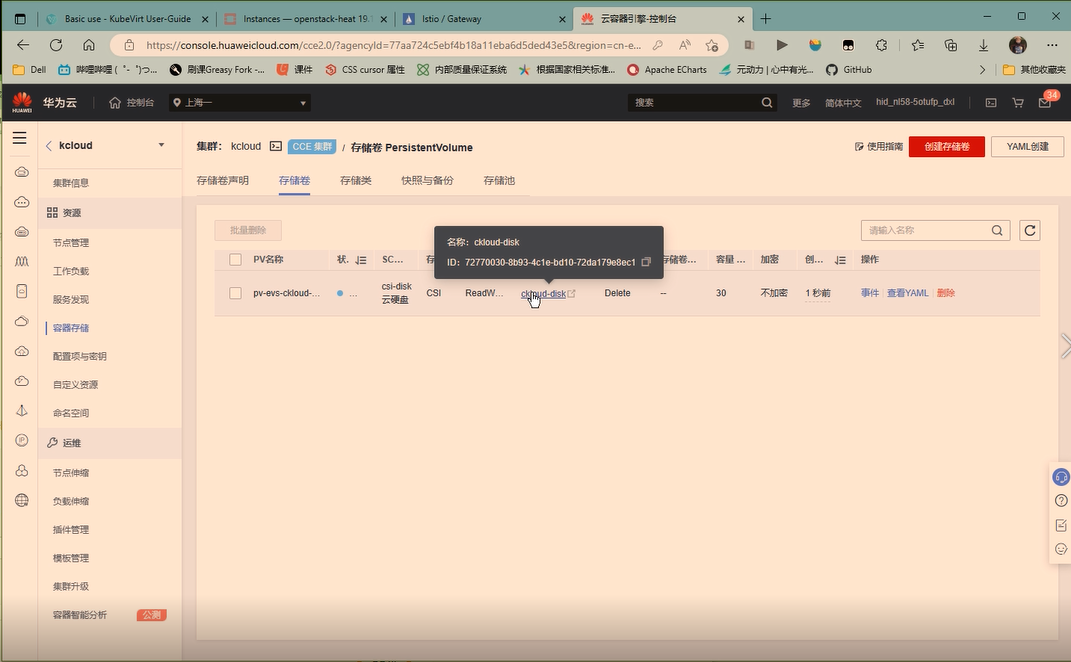 Basic use - KubeVirt User-Guide
Instances — openstack-heat 19.
Istio / Gateway
云容器引擎-控制台
https://console.huaweicloud.com/cce2.0/?agencyId=77aa724c5ebf4b18a11eba6d5ded43e5&region=cn-e...
Dell
哔哩哔哩 ( ゜- ゜)つ...
刷课Greasy Fork -...
课件
CSS cursor 属性
内部质量保证系统
根据国家相关标准...
Apache ECharts
元动力 | 心中有光...
GitHub
其他收藏夹
HUAWEI
华为云
控制台
上海一
搜索
更多
简体中文
hid_nl58-5otufp_dxl
34
kcloud
集群: kcloud CCE 集群 / 存储卷 PersistentVolume
使用指南
创建存储卷
YAML创建
存储卷声明
存储卷
存储类
快照与备份
存储池
批量删除
请输入名称
名称: ckloud-disk
ID: 72770030-8b93-4c1e-bd10-72da179e8ec1
PV名称
状.
SC...
存储卷...
容量 ...
加密
创...
操作
pv-evs-ckloud-...
...
csi-disk
云硬盘
CSI
ReadW...
ckloud-disk
Delete
--
30
不加密
1 秒前
事件
查看YAML
删除
集群信息
资源
节点管理
工作负载
服务发现
容器存储
配置项与密钥
自定义资源
命名空间
运维
节点伸缩
负载伸缩
插件管理
模板管理
集群升级
容器智能分析
公测